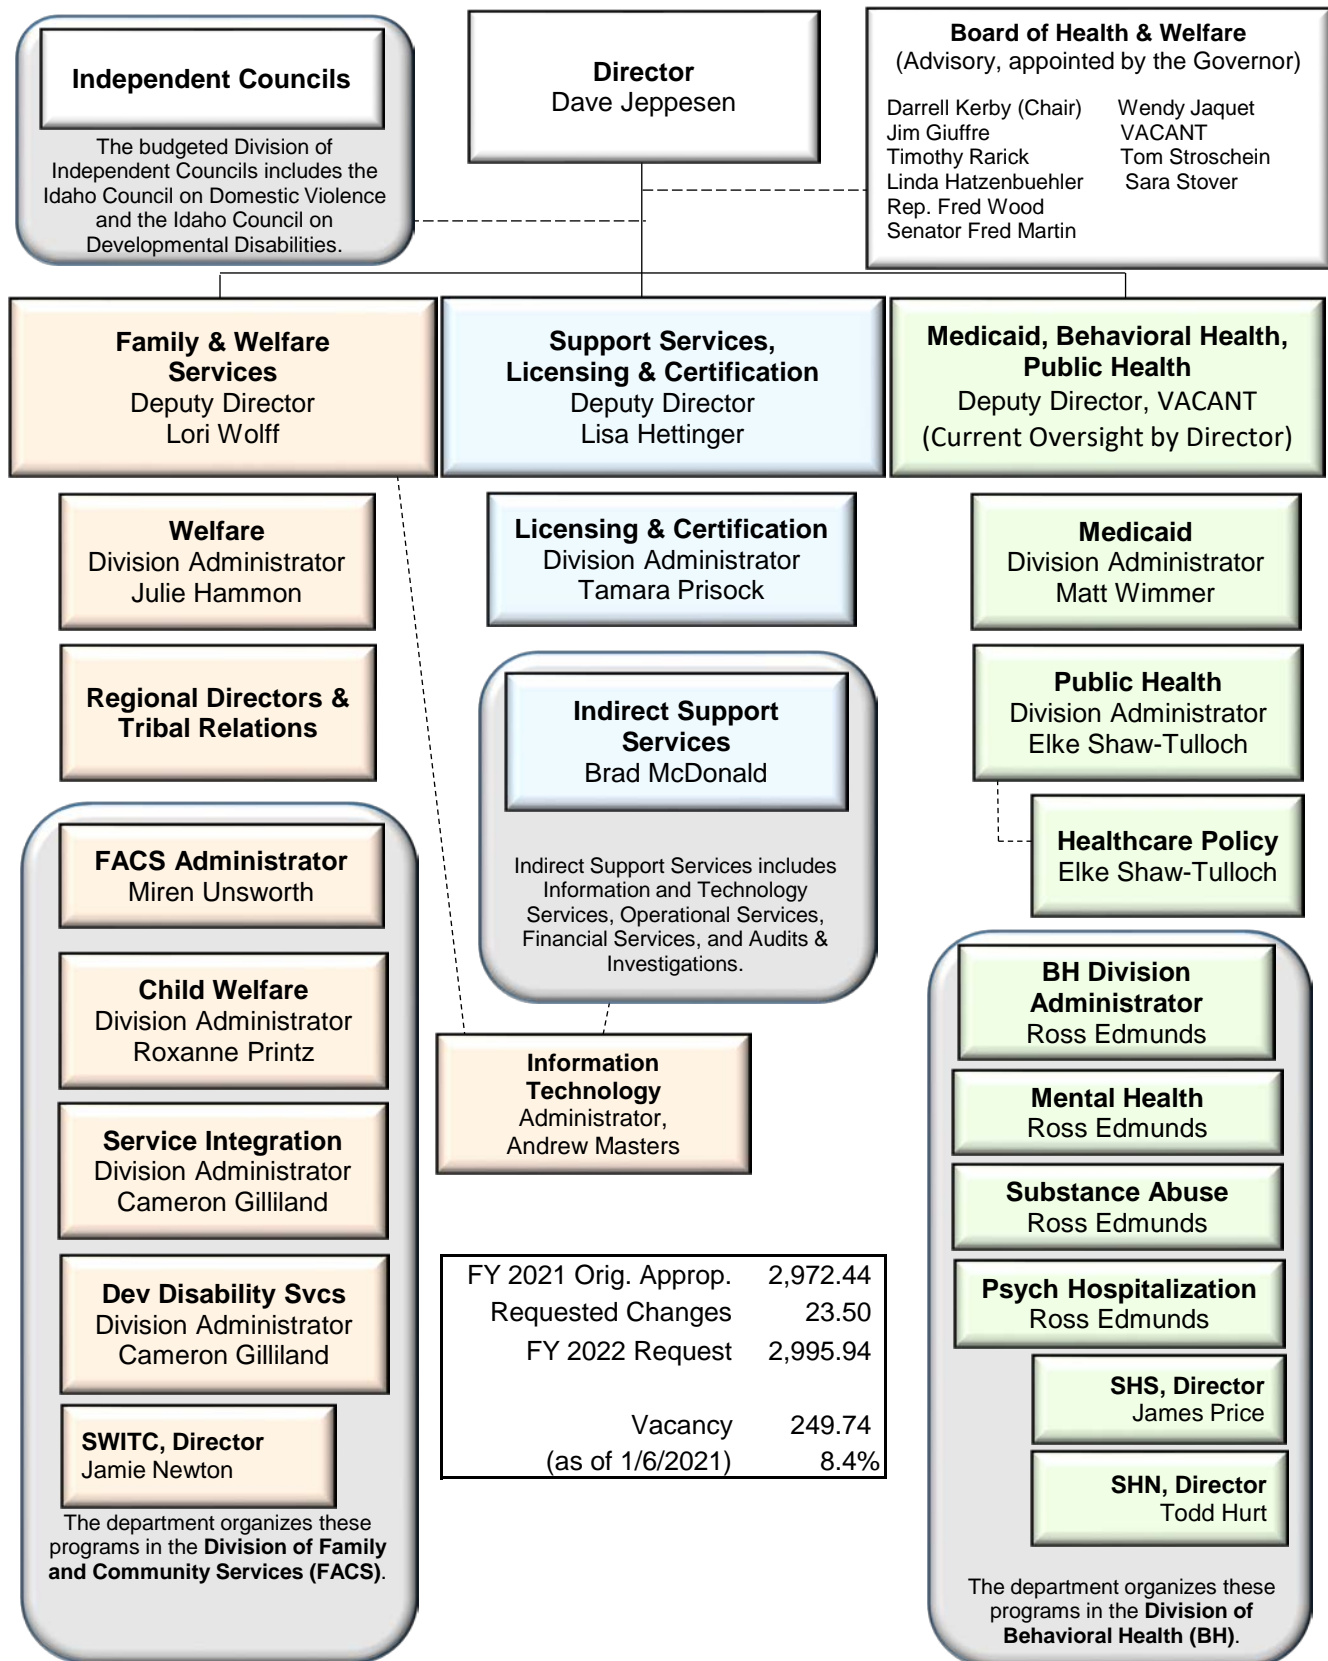 Independent Councils
The budgeted Division of
Independent Councils includes the
Idaho Council on Domestic Violence
and the Idaho Council on
Developmental Disabilities.
Director
Dave Jeppesen
Board of Health & Welfare
(Advisory, appointed by the Governor)
Darrell Kerby (Chair) Wendy Jaquet
Jim Giuffre VACANT
Timothy Rarick Tom Stroschein
Linda Hatzenbuehler Sara Stover
Rep. Fred Wood
Senator Fred Martin
Family & Welfare
Services
Deputy Director
Lori Wolff
Support Services,
Licensing & Certification
Deputy Director
Lisa Hettinger
Medicaid, Behavioral Health,
Public Health
Deputy Director, VACANT
(Current Oversight by Director)
Welfare
Division Administrator
Julie Hammon
Regional Directors &
Tribal Relations
FACS Administrator
Miren Unsworth
Child Welfare
Division Administrator
Roxanne Printz
Service Integration
Division Administrator
Cameron Gilliland
Dev Disability Svcs
Division Administrator
Cameron Gilliland
SWITC, Director
Jamie Newton
The department organizes these
programs in the Division of Family
and Community Services (FACS).
Licensing & Certification
Division Administrator
Tamara Prisock
Indirect Support
Services
Brad McDonald
Indirect Support Services includes
Information and Technology
Services, Operational Services,
Financial Services, and Audits &
Investigations.
Information
Technology
Administrator,
Andrew Masters
FY 2021 Orig. Approp. 2,972.44
Requested Changes 23.50
FY 2022 Request 2,995.94
Vacancy 249.74
(as of 1/6/2021) 8.4%
Medicaid
Division Administrator
Matt Wimmer
Public Health
Division Administrator
Elke Shaw-Tulloch
Healthcare Policy
Elke Shaw-Tulloch
BH Division
Administrator
Ross Edmunds
Mental Health
Ross Edmunds
Substance Abuse
Ross Edmunds
Psych Hospitalization
Ross Edmunds
SHS, Director
James Price
SHN, Director
Todd Hurt
The department organizes these
programs in the Division of
Behavioral Health (BH).